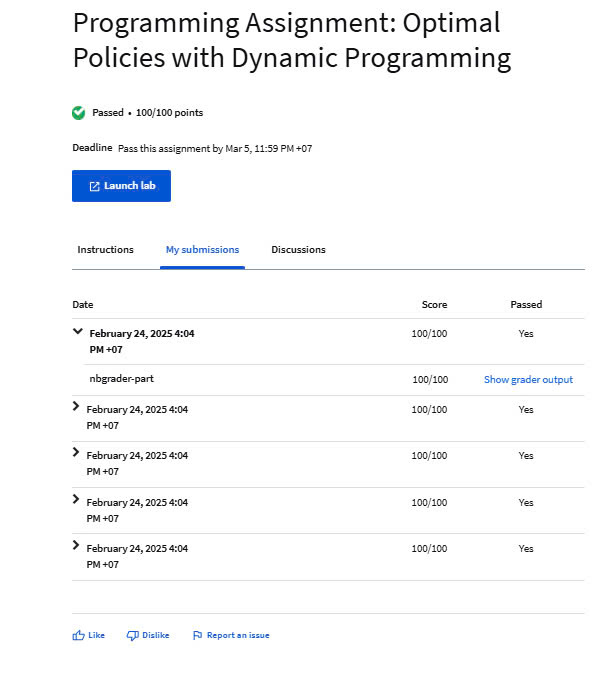 Programming Assignment: Optimal
Policies with Dynamic Programming
Passed • 100/100 points
Deadline Pass this assignment by Mar 5, 11:59 PM +07
Launch lab
Instructions My submissions Discussions
Date Score Passed
February 24, 2025 4:04 100/100 Yes
PM +07
nbgrader-part 100/100 Show grader output
February 24, 2025 4:04 100/100 Yes
PM +07
February 24, 2025 4:04 100/100 Yes
PM +07
February 24, 2025 4:04 100/100 Yes
PM +07
February 24, 2025 4:04 100/100 Yes
PM +07
Like Dislike Report an issue